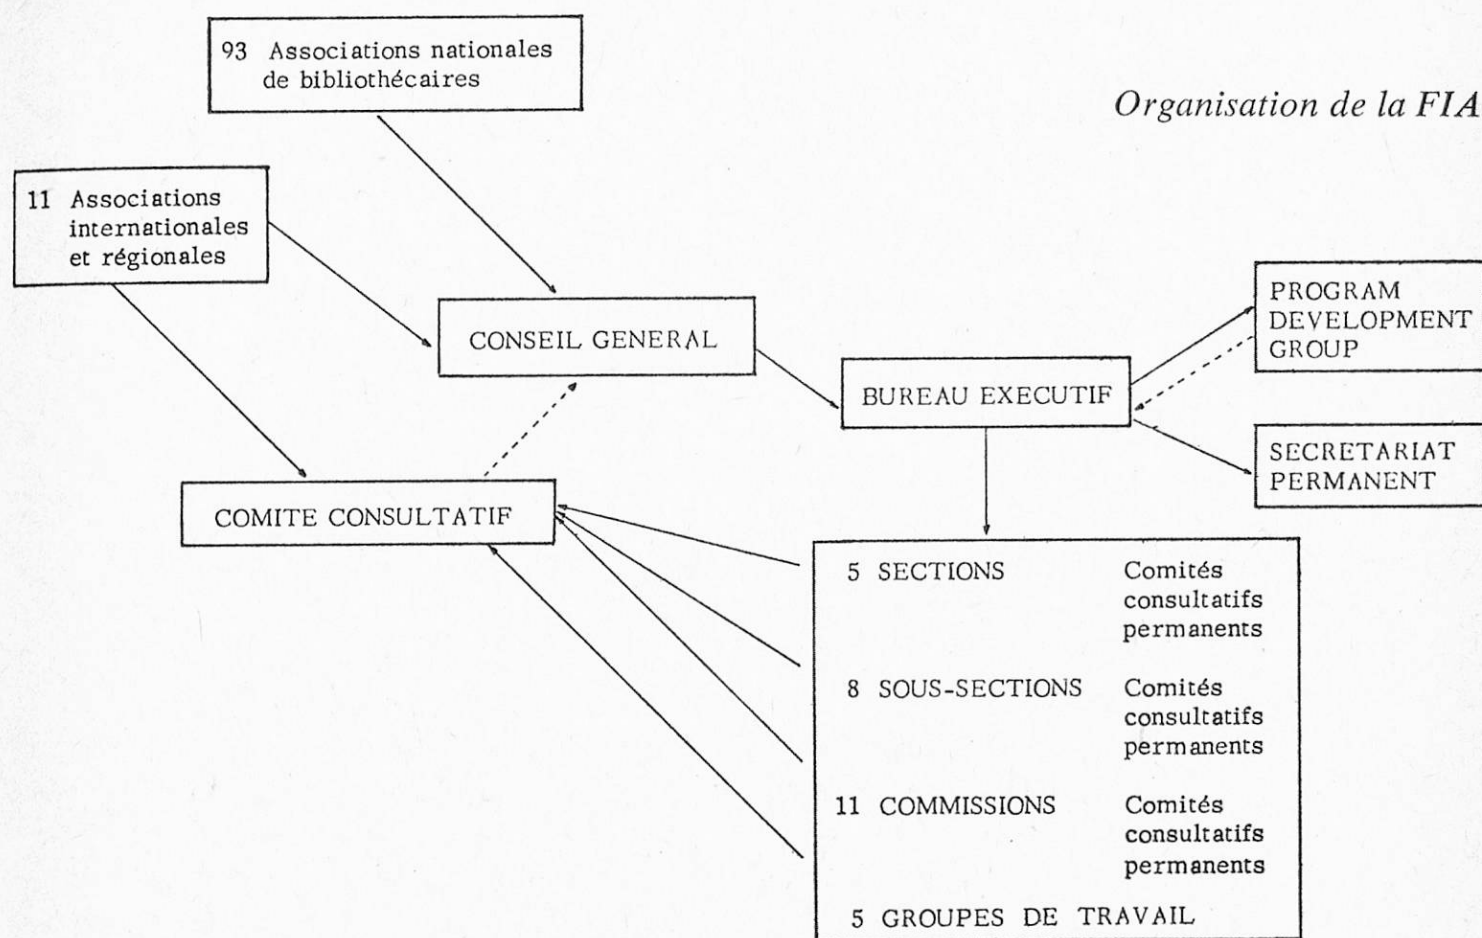 Organisation de la FIA
93 Associations nationales
de bibliothécaires
11 Associations
internationales
et régionales
CONSEIL GENERAL
BUREAU EXECUTIF
PROGRAM
DEVELOPMENT
GROUP
SECRETARIAT
PERMANENT
COMITE CONSULTATIF
5 SECTIONS Comités
consultatifs
permanents
8 SOUS-SECTIONS Comités
consultatifs
permanents
11 COMMISSIONS Comités
consultatifs
permanents
5 GROUPES DE TRAVAIL